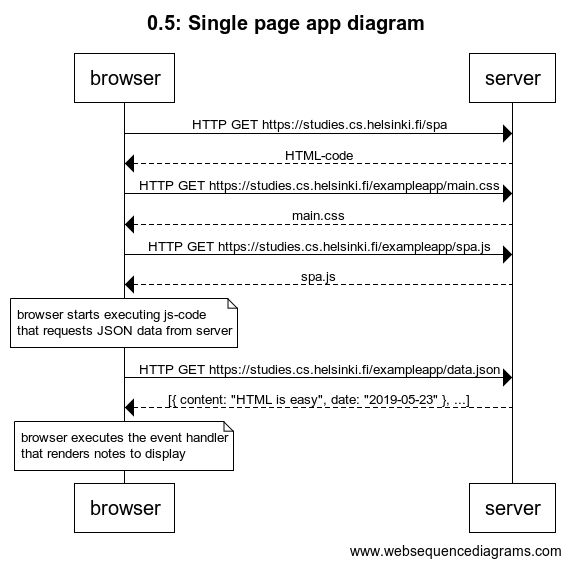 0.5: Single page app diagram
browser
server
HTTP GET https://studies.cs.helsinki.fi/spa
HTML-code
HTTP GET https://studies.cs.helsinki.fi/exampleapp/main.css
main.css
HTTP GET https://studies.cs.helsinki.fi/exampleapp/spa.js
spa.js
browser starts executing js-code
that requests JSON data from server
HTTP GET https://studies.cs.helsinki.fi/exampleapp/data.json
[{ content: "HTML is easy", date: "2019-05-23" }, ...]
browser executes the event handler
that renders notes to display
browser
server
www.websequencediagrams.com